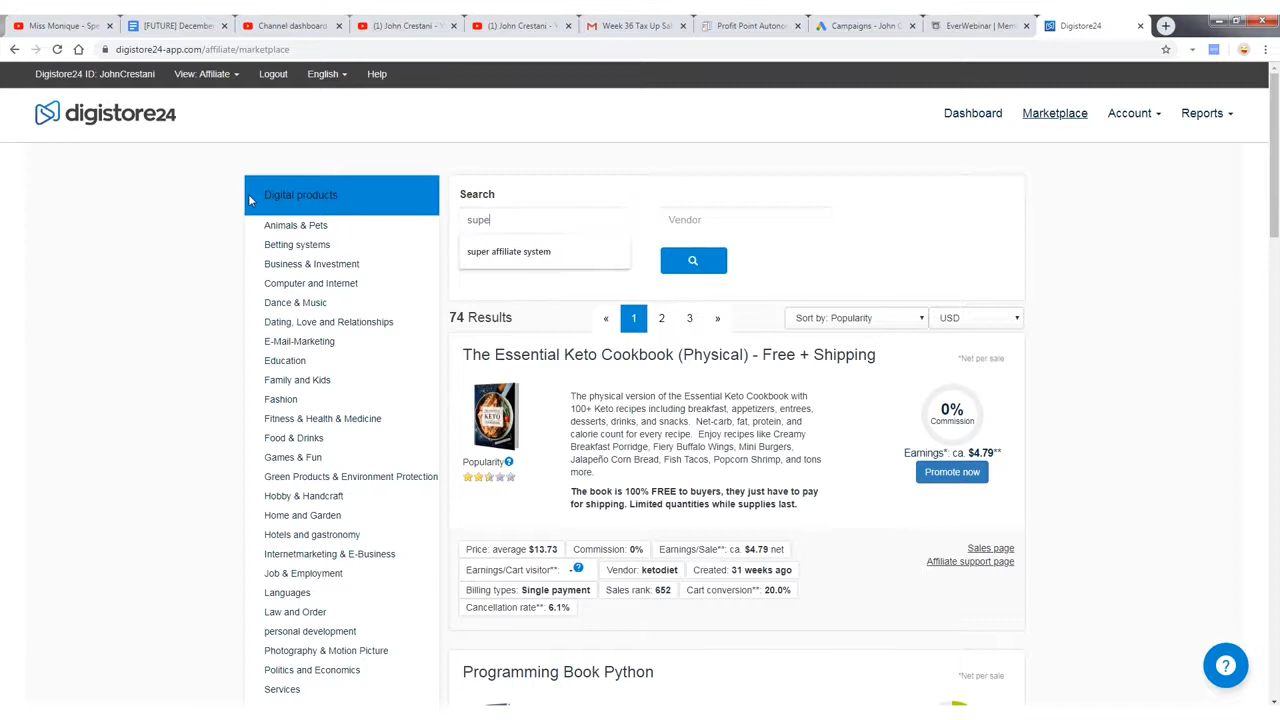 Miss Monique - Spe
[FUTURE] December
Channel dashboard
(1) John Crestani -
(1) John Crestani -
Week 36 Tax Up Sal
Profit Point Autono
Campaigns - John C
EverWebinar | Mem
Digistore24
digistore24-app.com/affiliate/marketplace
Digistore24 ID: JohnCrestani
View: Affiliate
Logout
English
Help
digistore24
Dashboard
Marketplace
Account
Reports
Digital products
Animals & Pets
Betting systems
Business & Investment
Computer and Internet
Dance & Music
Dating, Love and Relationships
E-Mail-Marketing
Education
Family and Kids
Fashion
Fitness & Health & Medicine
Food & Drinks
Games & Fun
Green Products & Environment Protection
Hobby & Handcraft
Home and Garden
Hotels and gastronomy
Internetmarketing & E-Business
Job & Employment
Languages
Law and Order
personal development
Photography & Motion Picture
Politics and Economics
Services
Search
supe
Vendor
super affiliate system
74 Results
« 1 2 3 »
Sort by: Popularity
USD
The Essential Keto Cookbook (Physical) - Free + Shipping
*Net per sale
THE ESSENTIAL
KETO
COOKBOOK
The physical version of the Essential Keto Cookbook with
100+ Keto recipes including breakfast, appetizers, entrees,
desserts, drinks, and snacks. Net-carb, fat, protein, and
calorie count for every recipe. Enjoy recipes like Creamy
Breakfast Porridge, Fiery Buffalo Wings, Mini Burgers,
Jalapeño Corn Bread, Fish Tacos, Popcorn Shrimp, and tons
more.
The book is 100% FREE to buyers, they just have to pay
for shipping. Limited quantities while supplies last.
Popularity
0%
Commission
Earnings*: ca. $4.79**
Promote now
Price: average $13.73
Commission: 0%
Earnings/Sale**: ca. $4.79 net
Earnings/Cart visitor**: -
Vendor: ketodiet
Created: 31 weeks ago
Billing types: Single payment
Sales rank: 652
Cart conversion**: 20.0%
Cancellation rate**: 6.1%
Sales page
Affiliate support page
Programming Book Python
*Net per sale